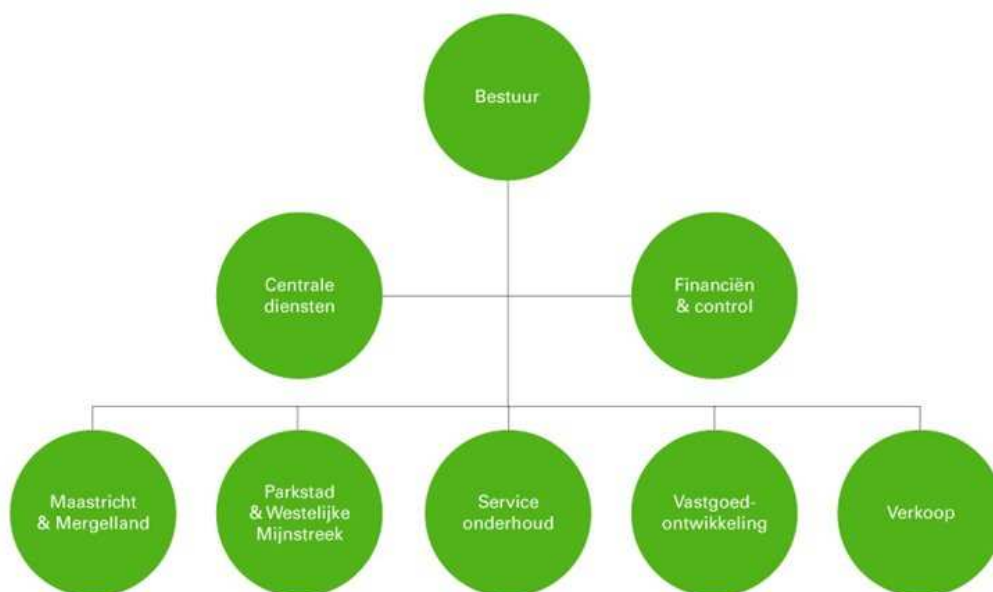 Bestuur
Centrale
diensten
Financiën
& control
Maastricht
& Mergelland
Parkstad
& Westelijke
Mijnstreek
Service
onderhoud
Vastgoed-
ontwikkeling
Verkoop